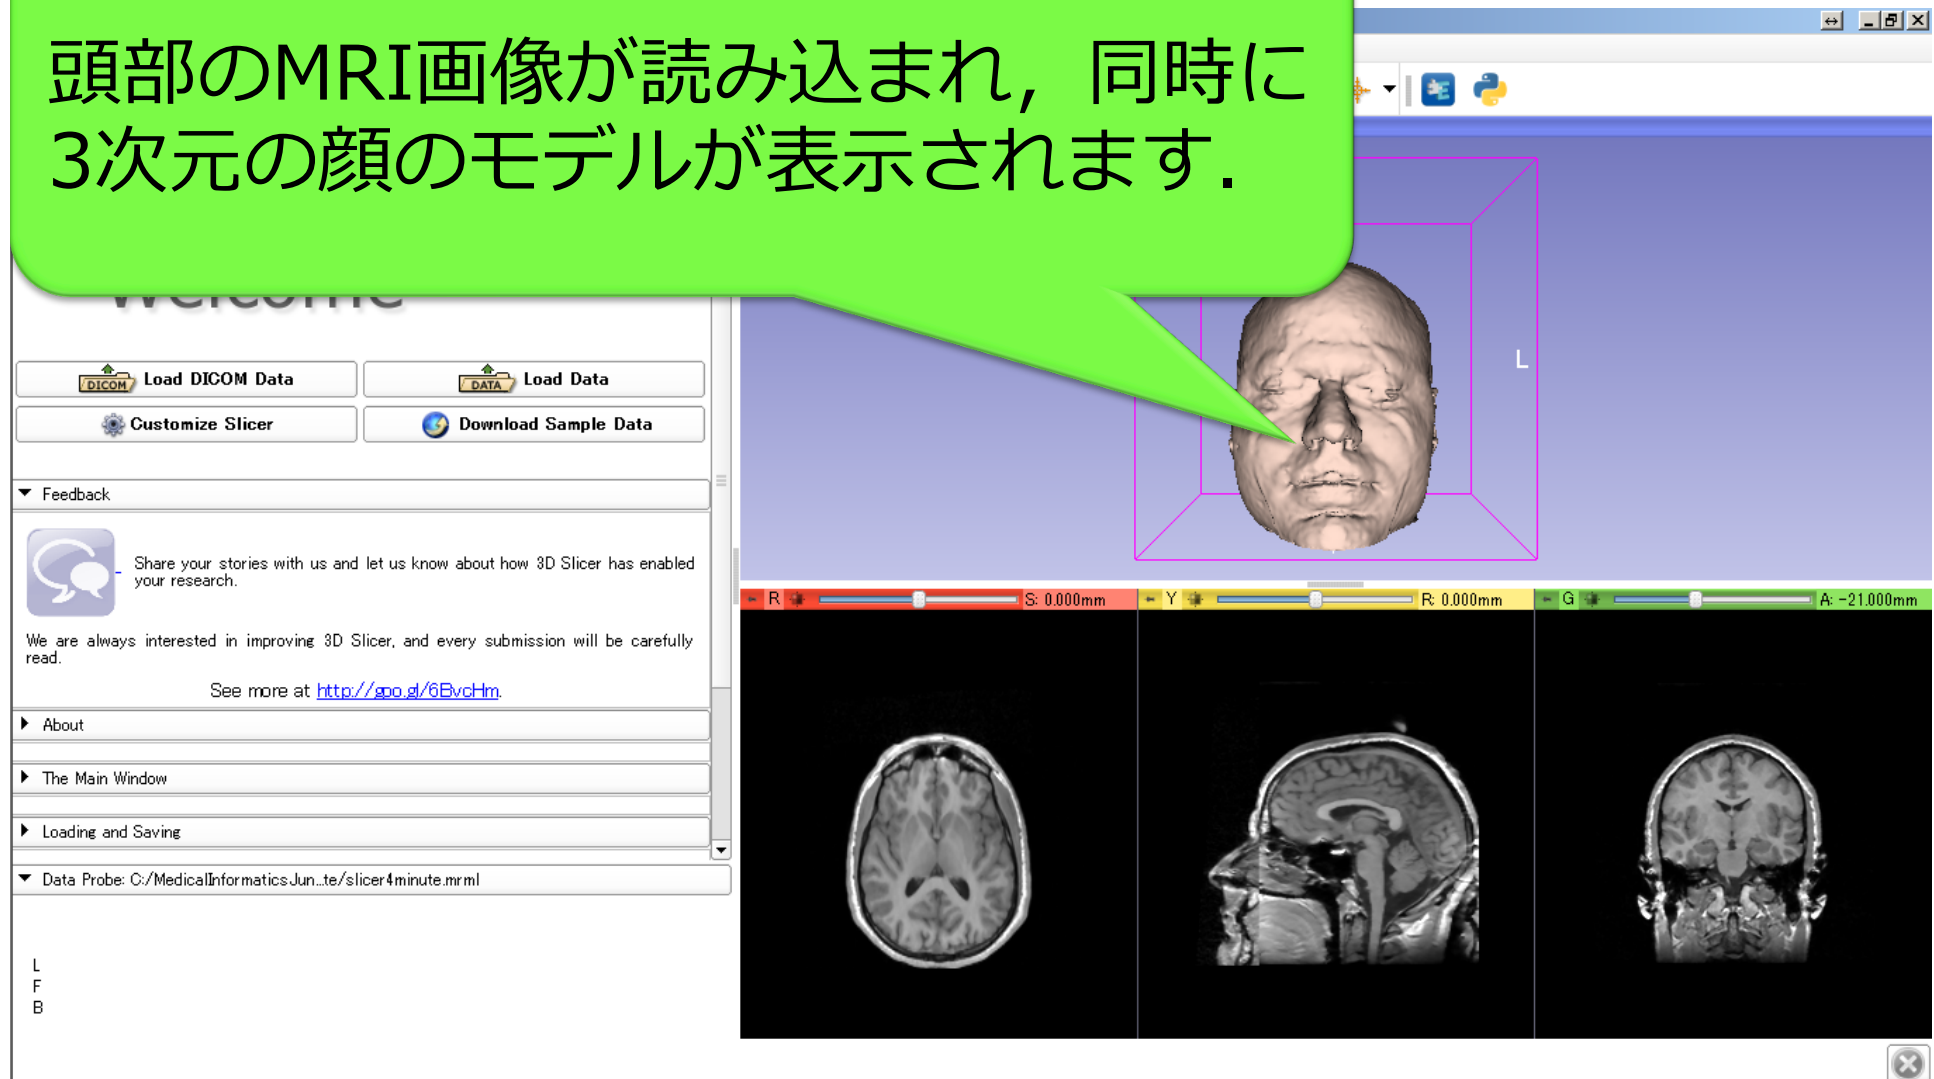 頭部のMRI画像が読み込まれ，同時に
3次元の顔のモデルが表示されます．
Welcome
DICOM Load DICOM Data
DATA Load Data
Customize Slicer
Download Sample Data
Feedback
Share your stories with us and let us know about how 3D Slicer has enabled
your research.
We are always interested in improving 3D Slicer, and every submission will be carefully
read.
See more at http://goo.gl/6BvcHm.
About
The Main Window
Loading and Saving
Data Probe: C:/MedicalInformaticsJun...te/slicer4minute.mrml
L
F
B
L
R S: 0.000mm
Y R: 0.000mm
G A: -21.000mm